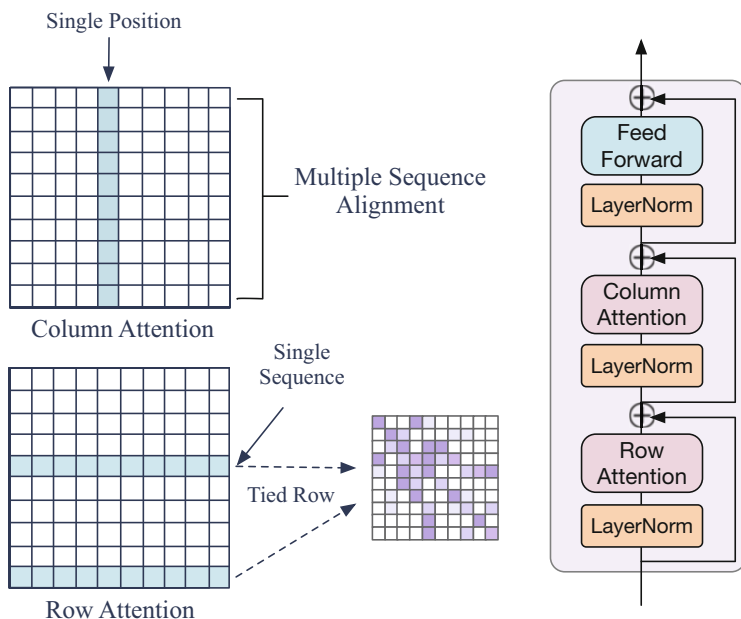 Single Position
Multiple Sequence
Alignment
Column Attention
Single
Sequence
Tied Row
Row Attention
Feed
Forward
LayerNorm
Column
Attention
LayerNorm
Row
Attention
LayerNorm